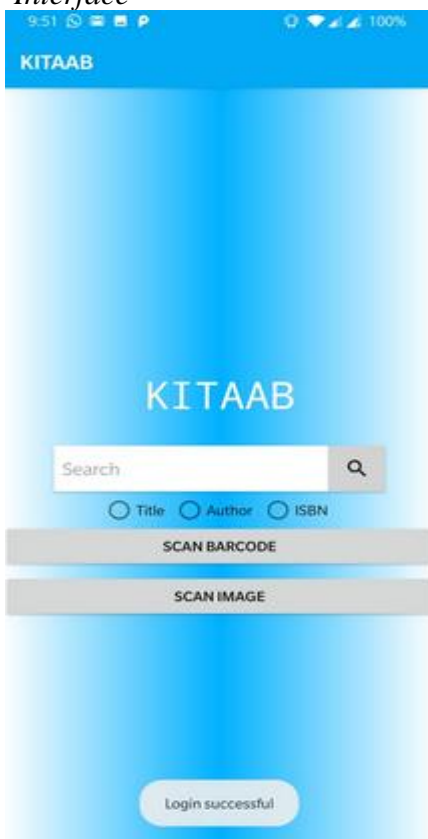 Interface
9:51 100%
KITAAB
KITAAB
Search
Title Author ISBN
SCAN BARCODE
SCAN IMAGE
Login successful